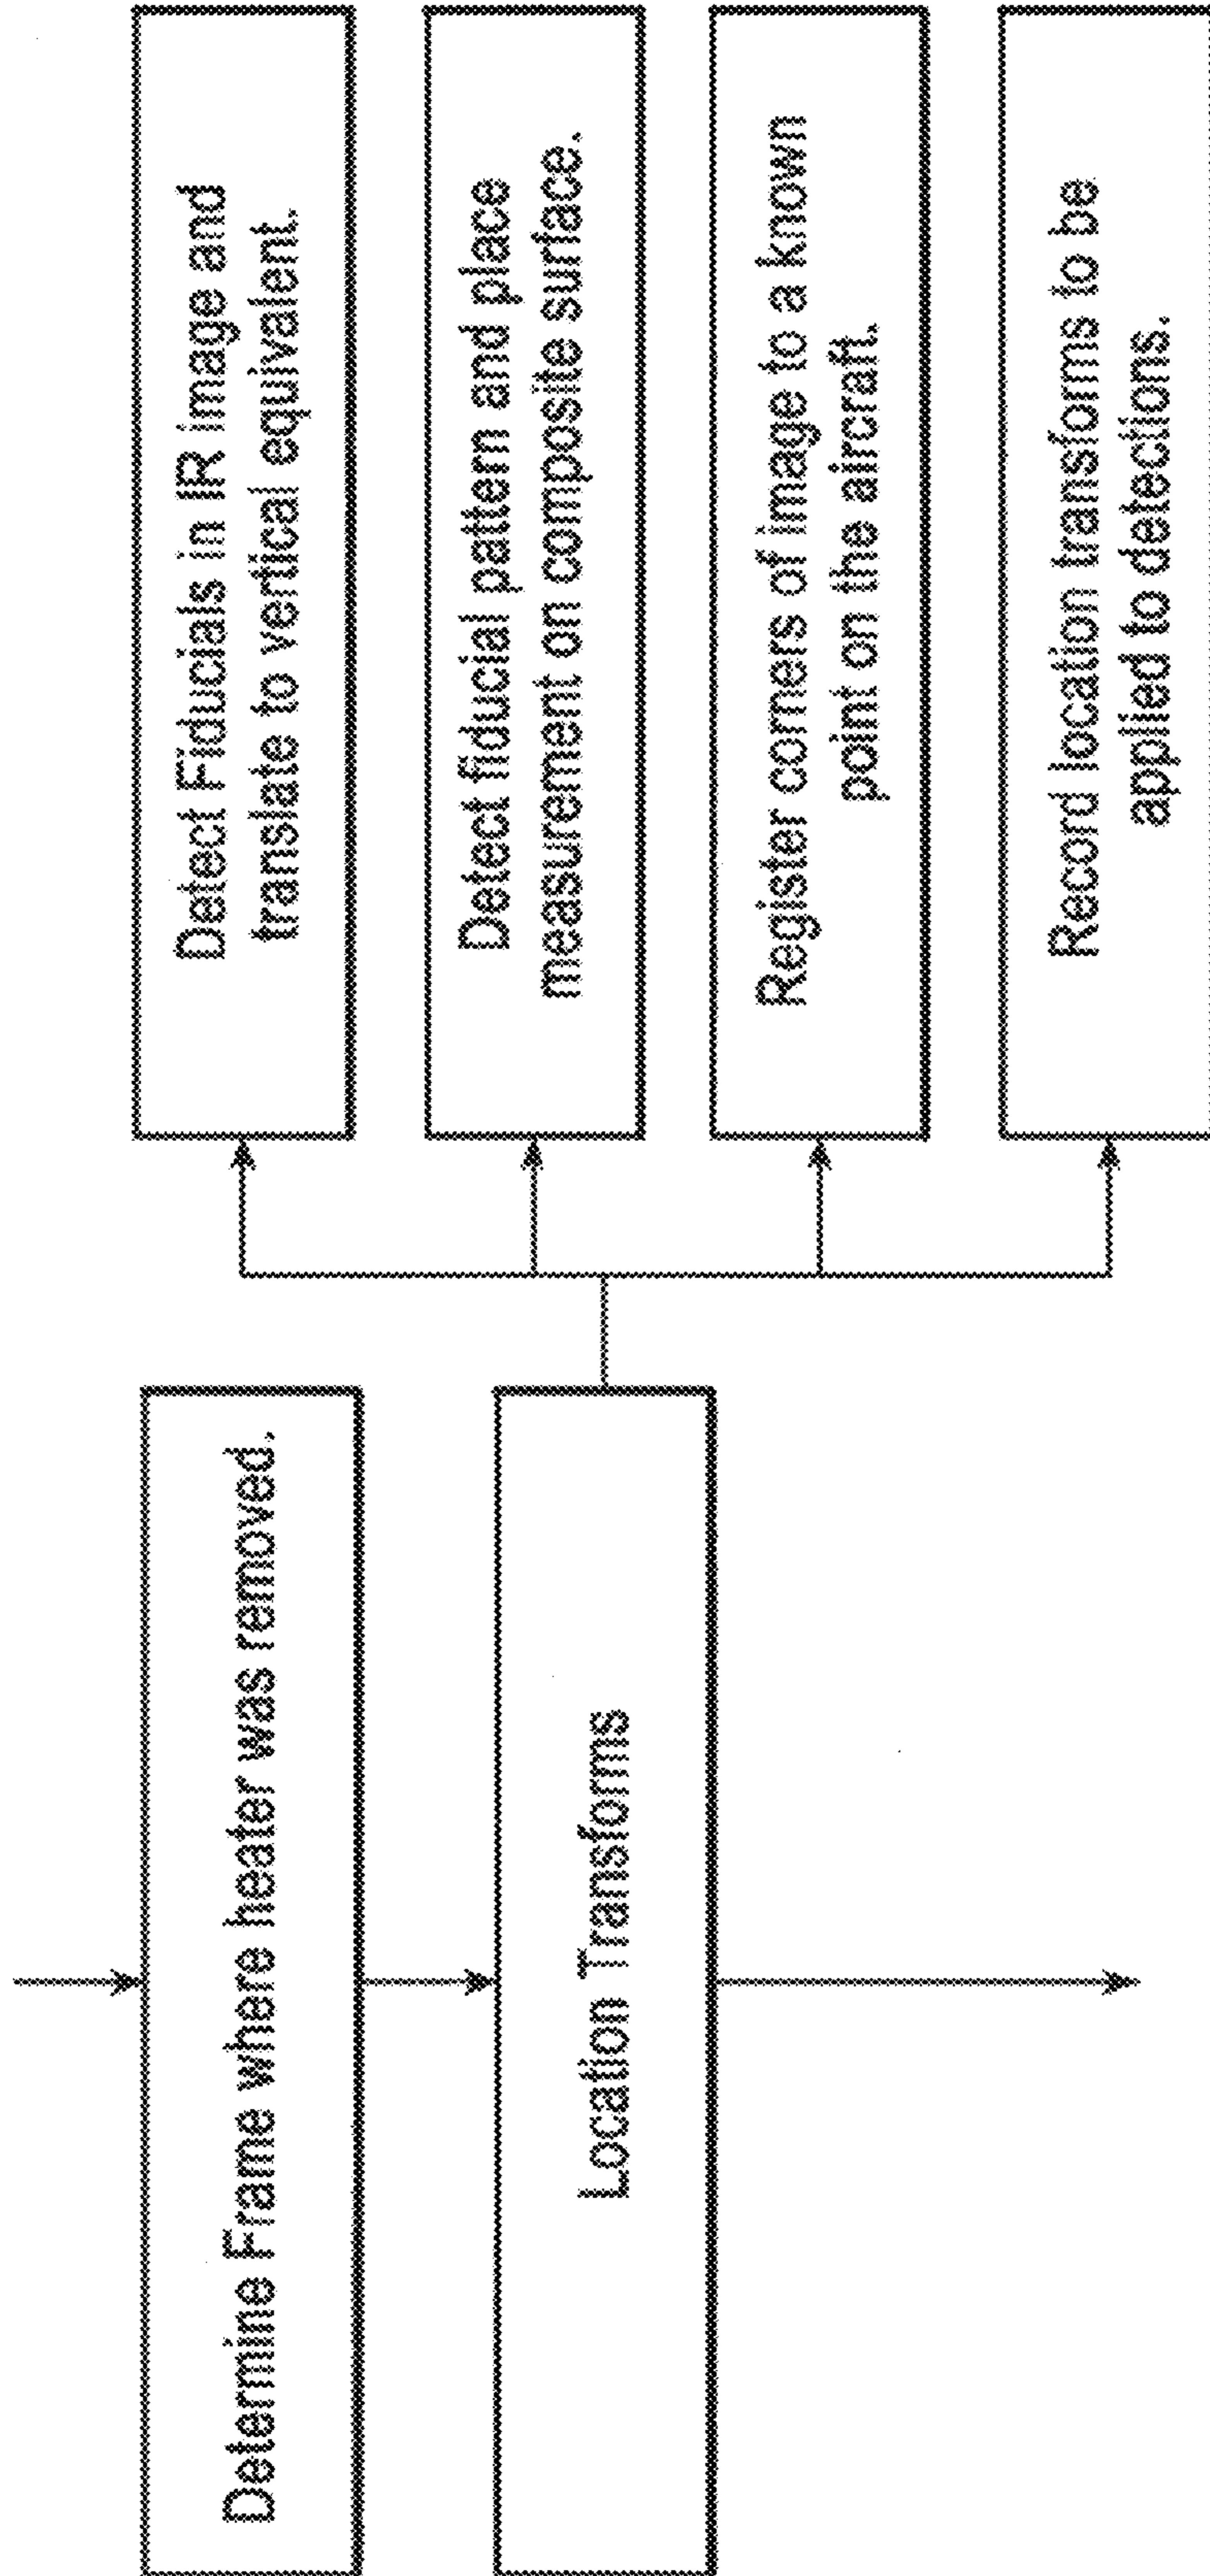 Determine Frame where heater was removed.
Location Transforms
Detect Fiducials in IR image and
translate to vertical equivalent.
Detect fiducial pattern and place
measurement on composite surface.
Register corners of image to a known
point on the aircraft.
Record location transforms to be
applied to detections.